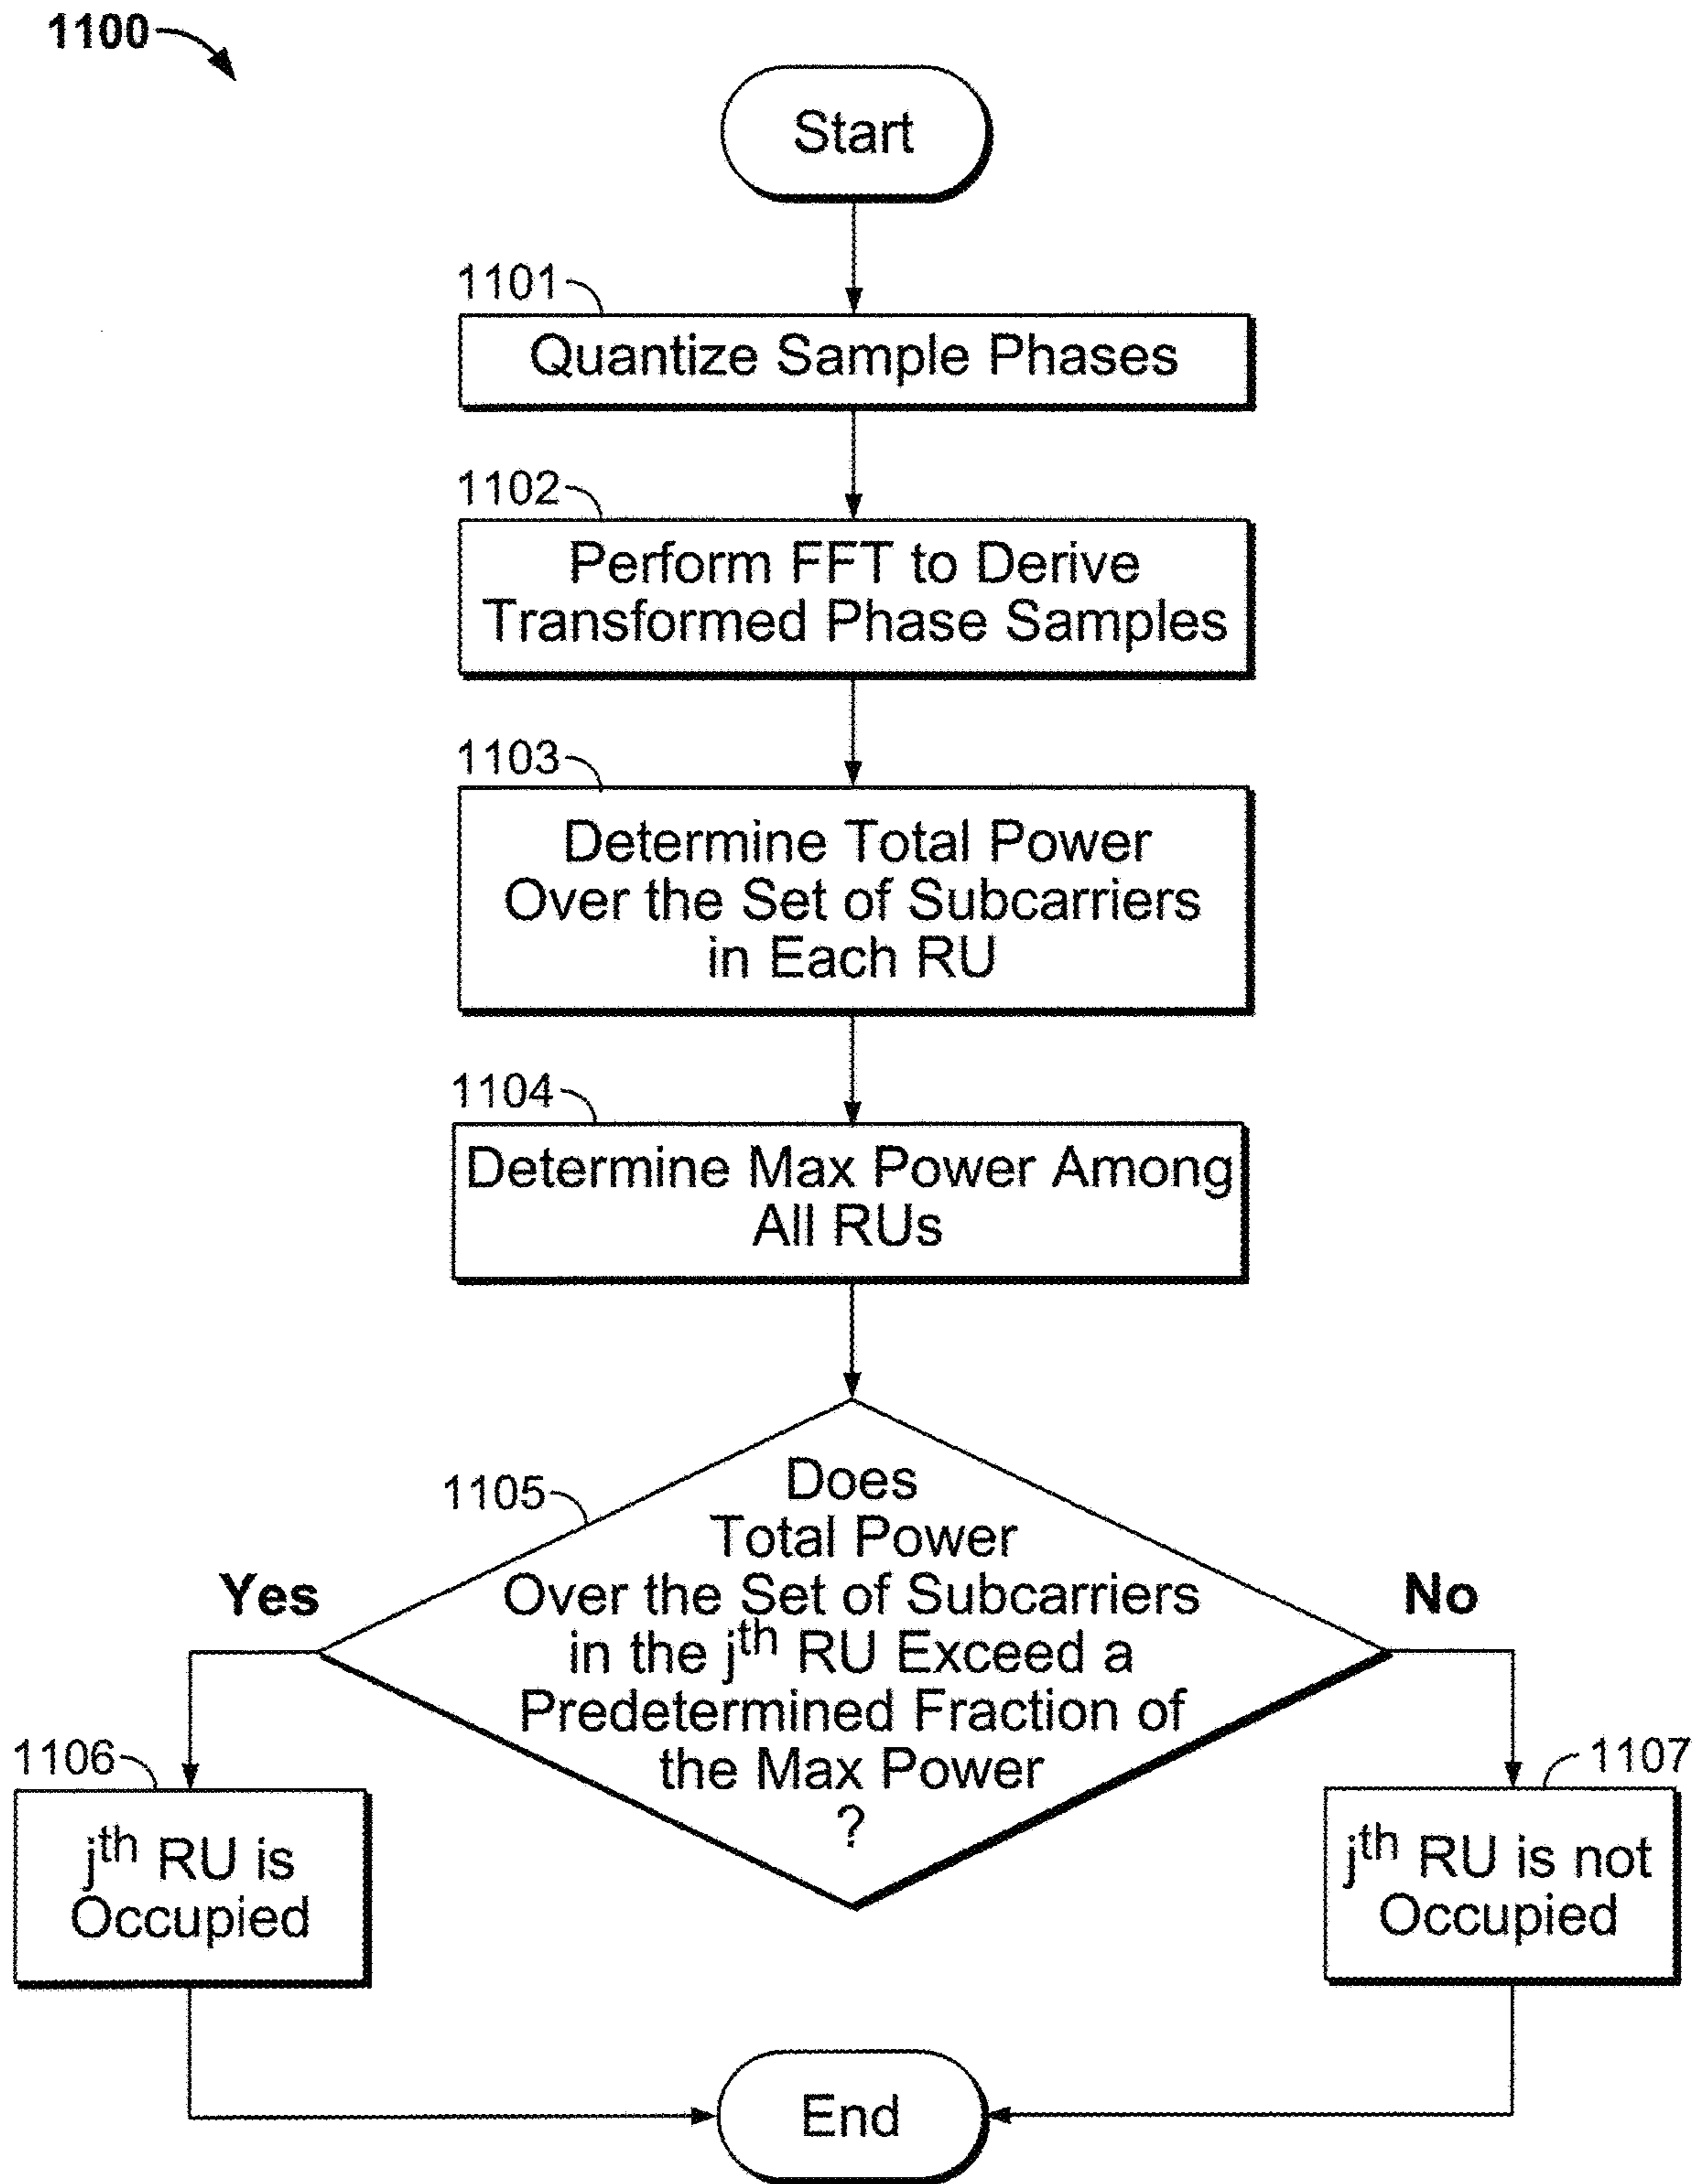 1100
Start
1101
Quantize Sample Phases
1102
Perform FFT to Derive
Transformed Phase Samples
1103
Determine Total Power
Over the Set of Subcarriers
in Each RU
1104
Determine Max Power Among
All RUs
1105
Does
Total Power
Over the Set of Subcarriers
in the jth RU Exceed a
Predetermined Fraction of
the Max Power
?
Yes
No
1106
jth RU is
Occupied
1107
jth RU is not
Occupied
End